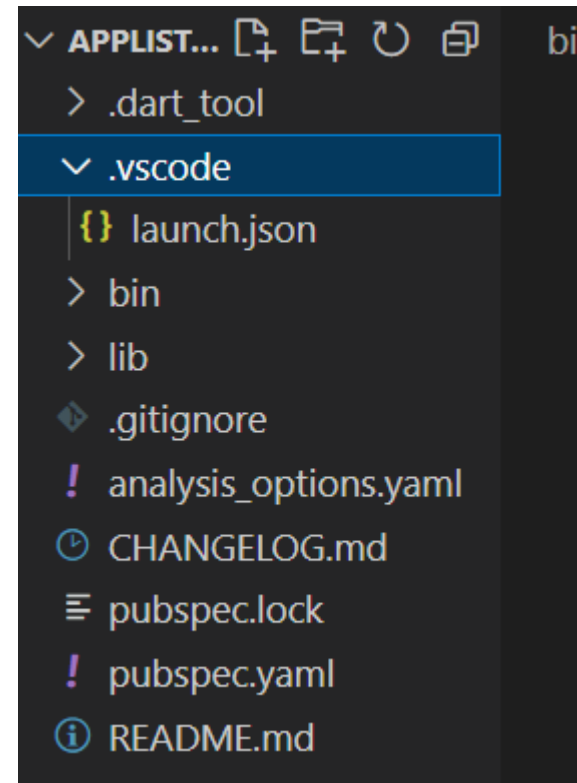 APPLIST... bi
.dart_tool
.vscode
{} launch.json
bin
lib
.gitignore
! analysis_options.yaml
CHANGELOG.md
pubspec.lock
! pubspec.yaml
README.md